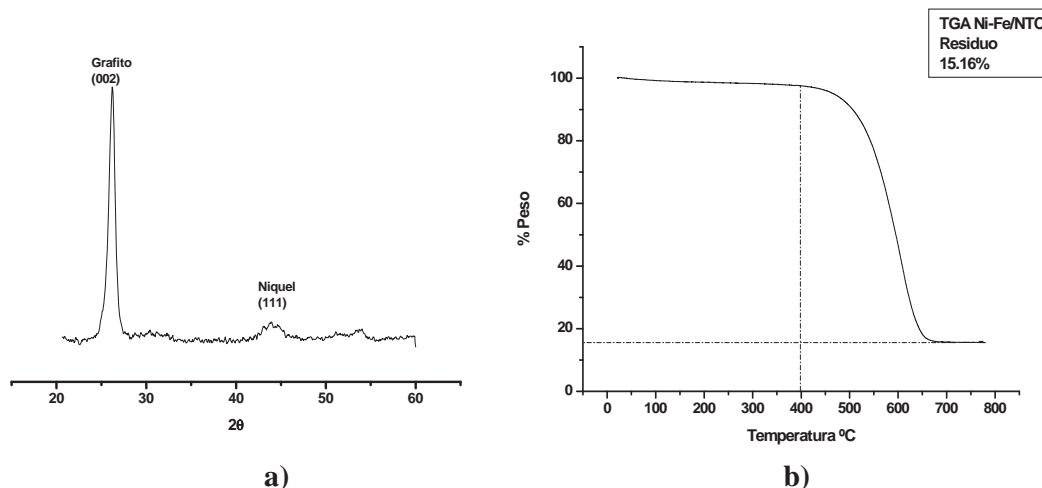 Grafito
(002)
Niquel
(111)
20
30
40
50
60
2θ
a)
TGA Ni-Fe/NTC
Residuo
15.16%
100
80
60
40
20
0
% Peso
0
100
200
300
400
500
600
700
800
Temperatura ºC
b)